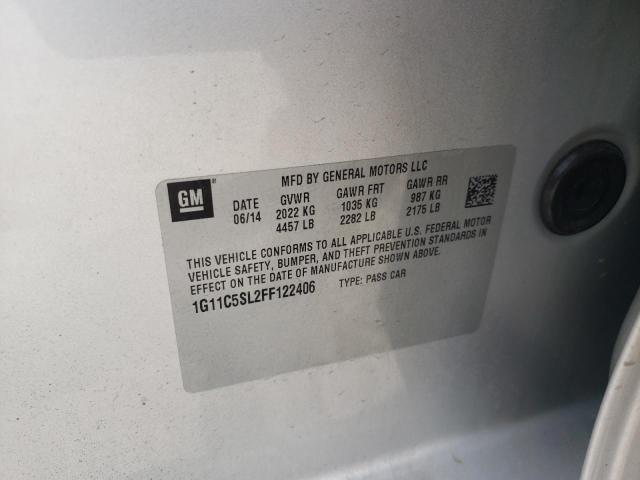 GM
MFD BY GENERAL MOTORS LLC
DATE GVWR GAWR FRT GAWR RR
06/14 2022 KG 1035 KG 987 KG
4457 LB 2282 LB 2175 LB
THIS VEHICLE CONFORMS TO ALL APPLICABLE U.S. FEDERAL MOTOR
VEHICLE SAFETY, BUMPER, AND THEFT PREVENTION STANDARDS IN
EFFECT ON THE DATE OF MANUFACTURE SHOWN ABOVE.
1G11C5SL2FF122406 TYPE: PASS CAR